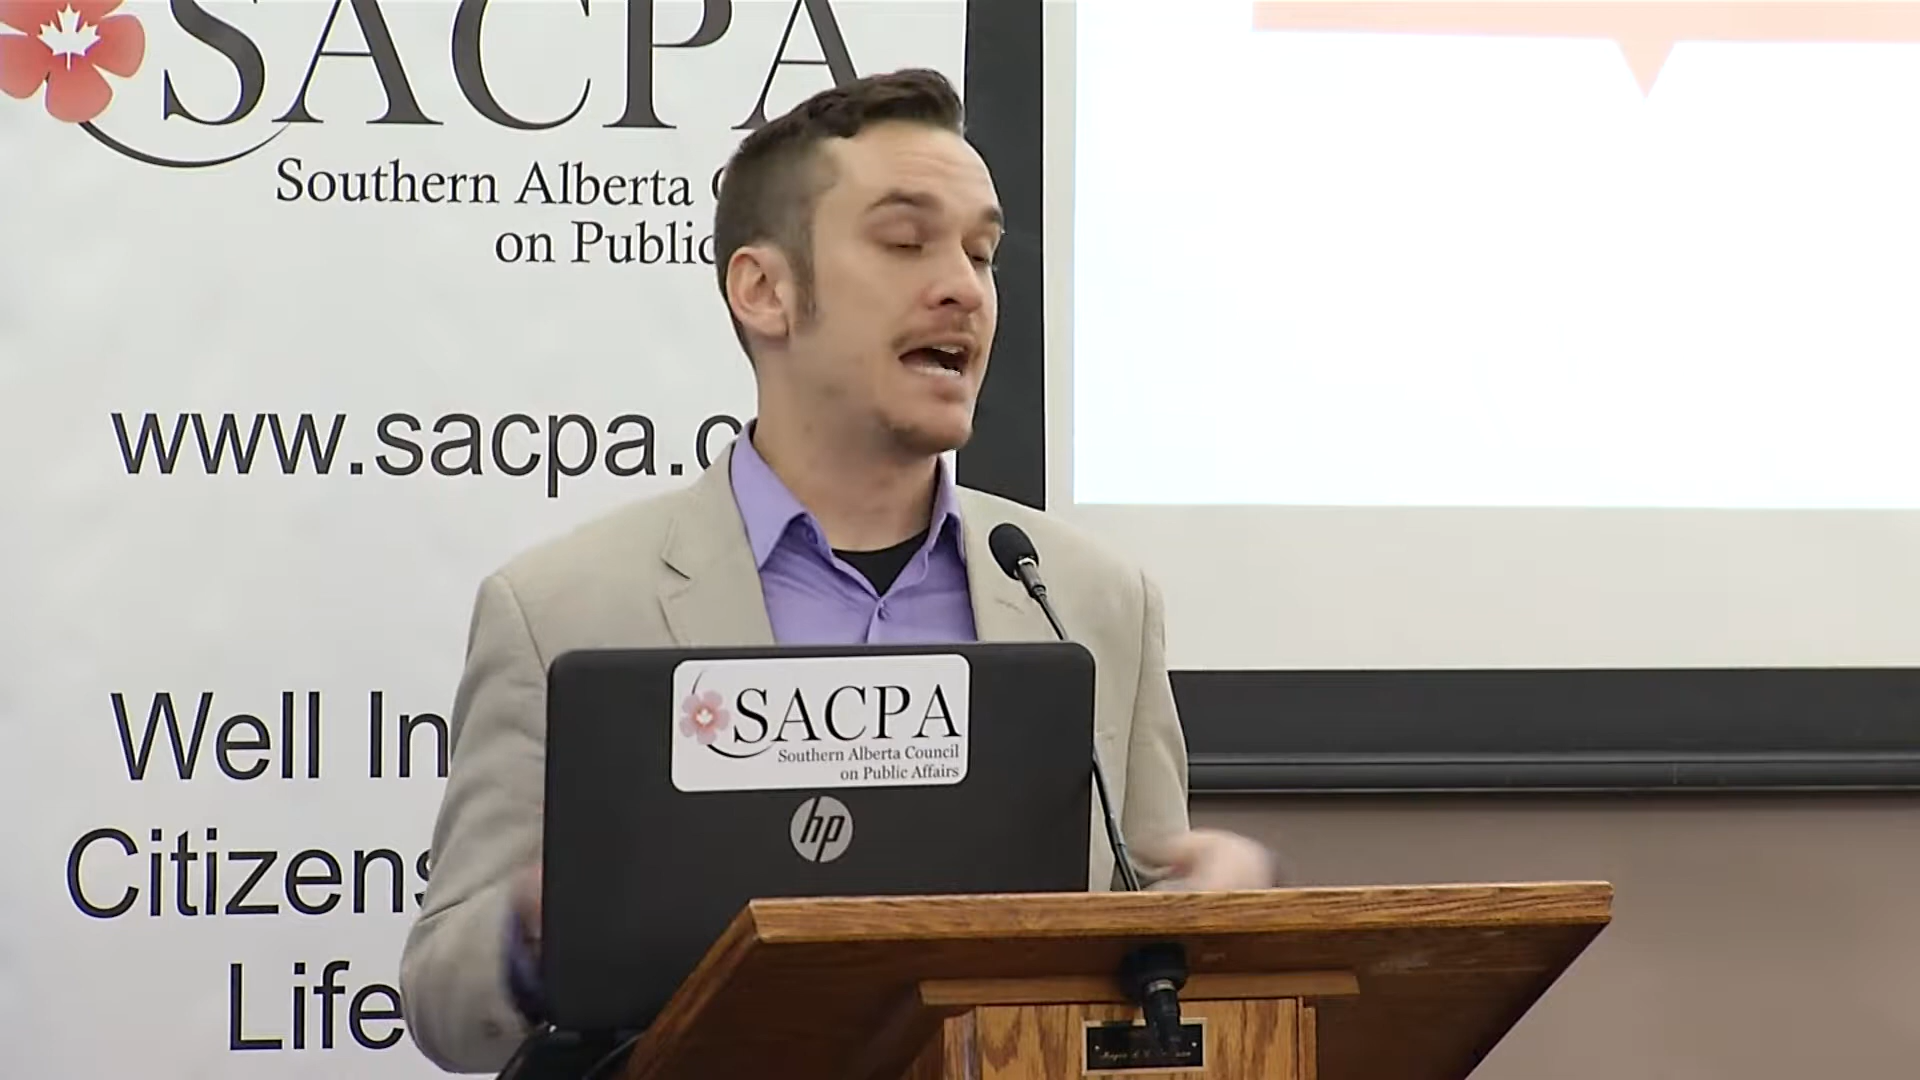 SACPA
Southern Alberta
on Public
www.sacpa.
Well In
Citizens
Life
SACPA
Southern Alberta Council
on Public Affairs
hp